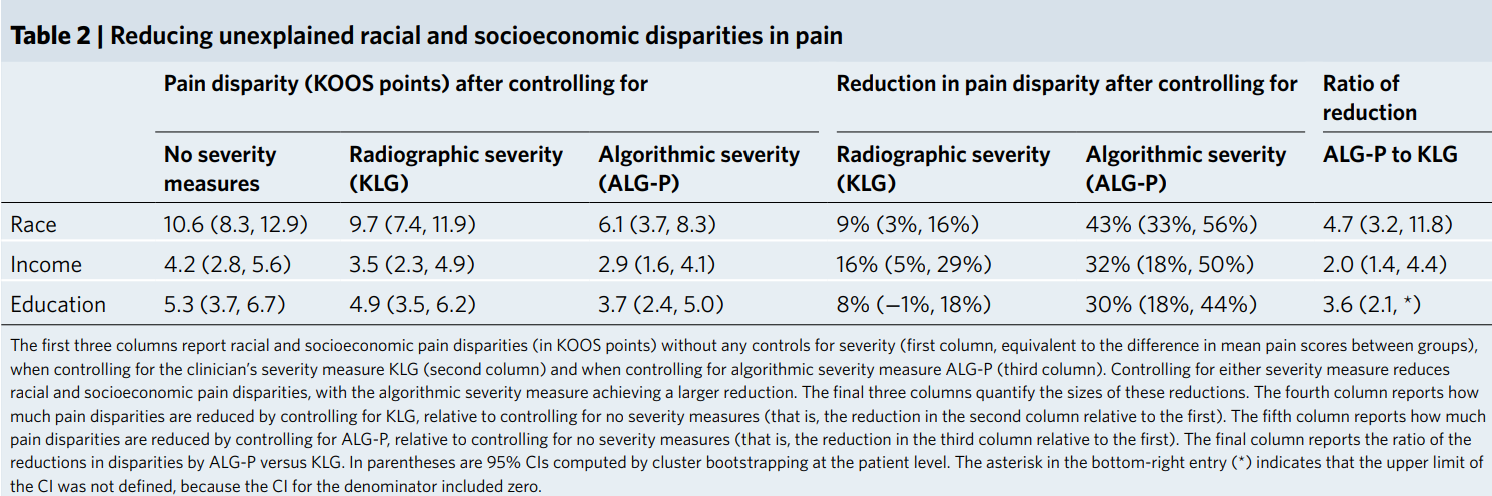 Table 2 | Reducing unexplained racial and socioeconomic disparities in pain
Pain disparity (KOOS points) after controlling for Reduction in pain disparity after controlling for Ratio of
reduction
No severity Radiographic severity Algorithmic severity Radiographic severity Algorithmic severity ALG-P to KLG
measures (KLG) (ALG-P) (KLG) (ALG-P)
Race 10.6 (8.3, 12.9) 9.7 (7.4, 11.9) 6.1 (3.7, 8.3) 9% (3%, 16%) 43% (33%, 56%) 4.7 (3.2, 11.8)
Income 4.2 (2.8, 5.6) 3.5 (2.3, 4.9) 2.9 (1.6, 4.1) 16% (5%, 29%) 32% (18%, 50%) 2.0 (1.4, 4.4)
Education 5.3 (3.7, 6.7) 4.9 (3.5, 6.2) 3.7 (2.4, 5.0) 8% (−1%, 18%) 30% (18%, 44%) 3.6 (2.1, *)
The first three columns report racial and socioeconomic pain disparities (in KOOS points) without any controls for severity (first column, equivalent to the difference in mean pain scores between groups),
when controlling for the clinician's severity measure KLG (second column) and when controlling for algorithmic severity measure ALG-P (third column). Controlling for either severity measure reduces
racial and socioeconomic pain disparities, with the algorithmic severity measure achieving a larger reduction. The final three columns quantify the sizes of these reductions. The fourth column reports how
much pain disparities are reduced by controlling for KLG, relative to controlling for no severity measures (that is, the reduction in the second column relative to the first). The fifth column reports how much
pain disparities are reduced by controlling for ALG-P, relative to controlling for no severity measures (that is, the reduction in the third column relative to the first). The final column reports the ratio of the
reductions in disparities by ALG-P versus KLG. In parentheses are 95% CIs computed by cluster bootstrapping at the patient level. The asterisk in the bottom-right entry (*) indicates that the upper limit of
the CI was not defined, because the CI for the denominator included zero.